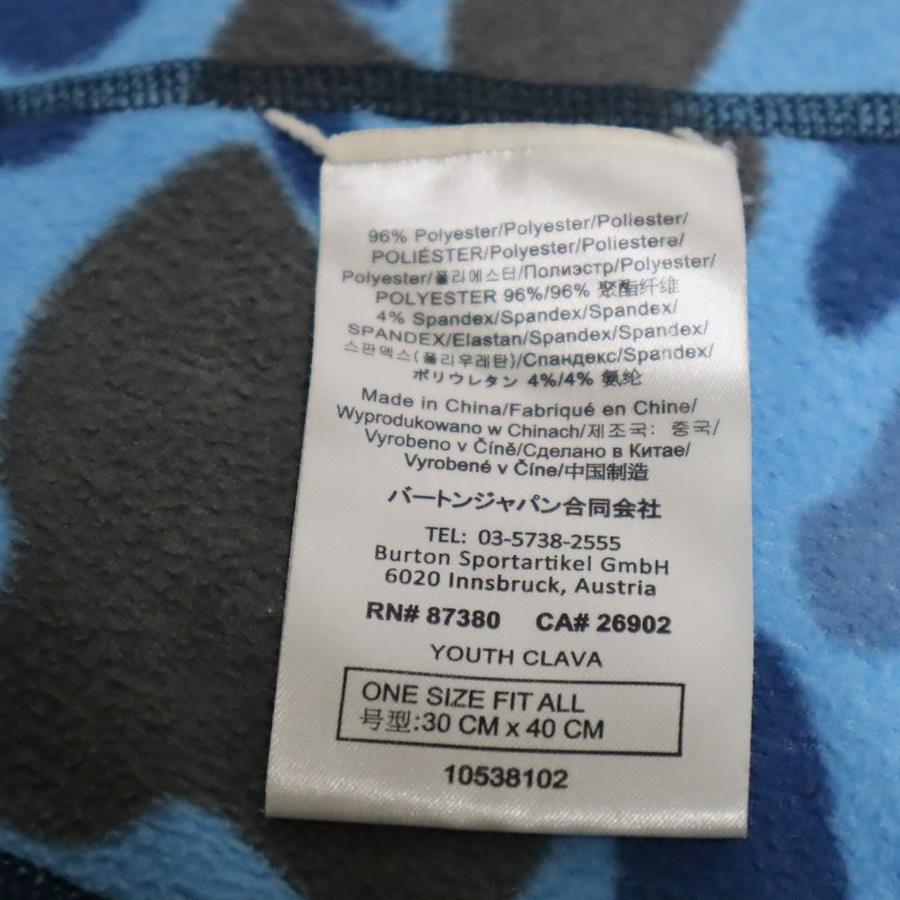 96% Polyester/Polyester/Poliester/
POLIÉSTER/Polyester/Poliestere/
Polyester/폴리에스터/Полиэстр/Polyester/
POLYESTER 96%/96% 聚酯纤维
4% Spandex/Spandex/Spandex/
SPANDEX/Elastan/Spandex/Spandex/
스판덱스(폴리우레탄)/Спандекс/Spandex/
ポリウレタン 4%/4% 氨纶
Made in China/Fabriqué en Chine/
Wyprodukowano w Chinach/제조국: 중국/
Vyrobeno v Číně/Сделано в Китае/
Vyrobené v Číne/中国制造
バートンジャパン合同会社
TEL: 03-5738-2555
Burton Sportartikel GmbH
6020 Innsbruck, Austria
RN# 87380 CA# 26902
YOUTH CLAVA
ONE SIZE FIT ALL
号型:30 CM x 40 CM
10538102